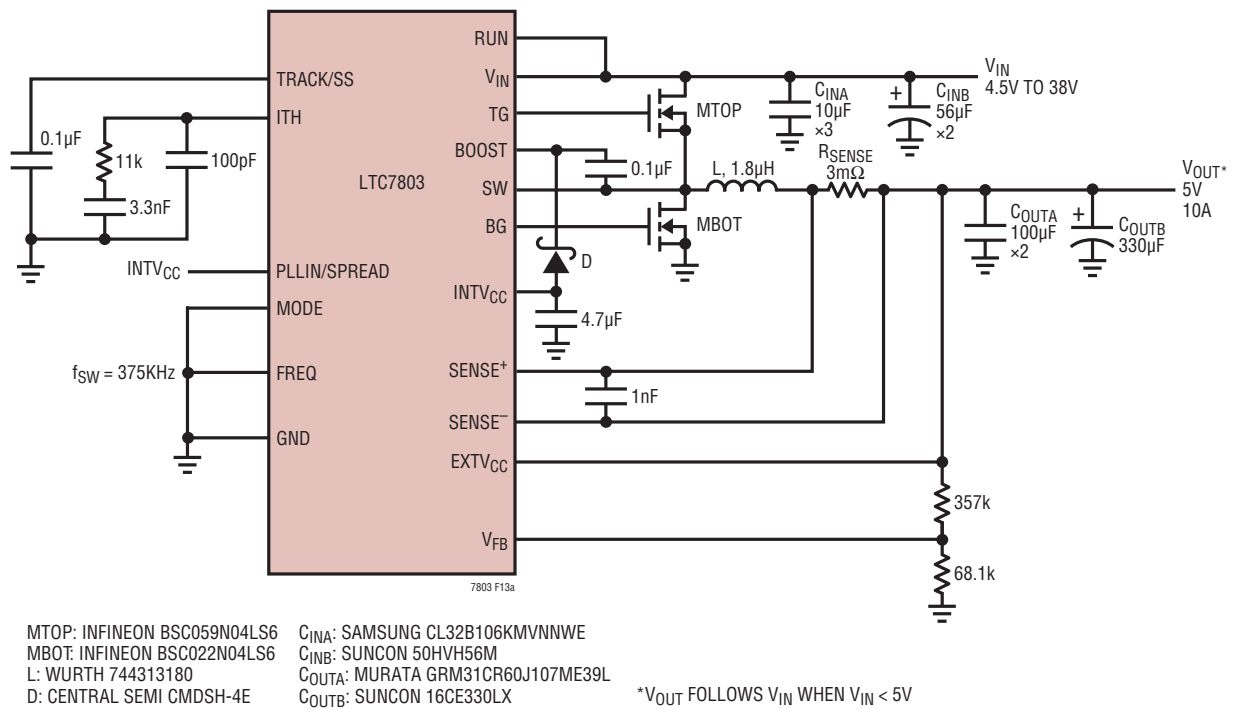 RUN
TRACK/SS
VIN
VIN
4.5V TO 38V
ITH
TG
MTOP
CINA
10µF
×3
CINB
56µF
×2
+
0.1µF
11k
100pF
3.3nF
LTC7803
BOOST
0.1µF
SW
L, 1.8µH
RSENSE
3mΩ
VOUT*
5V
10A
BG
MBOT
COUTA
100µF
×2
+
COUTB
330µF
INTVCC
PLLIN/SPREAD
D
MODE
INTVCC
4.7µF
fSW = 375KHz
FREQ
SENSE+
1nF
GND
SENSE–
EXTVCC
357k
VFB
68.1k
7803 F13a
MTOP: INFINEON BSC059N04LS6
MBOT: INFINEON BSC022N04LS6
L: WURTH 744313180
D: CENTRAL SEMI CMDSH-4E
CINA: SAMSUNG CL32B106KMVNNWE
CINB: SUNCON 50HVH56M
COUTA: MURATA GRM31CR60J107ME39L
COUTB: SUNCON 16CE330LX
*VOUT FOLLOWS VIN WHEN VIN < 5V